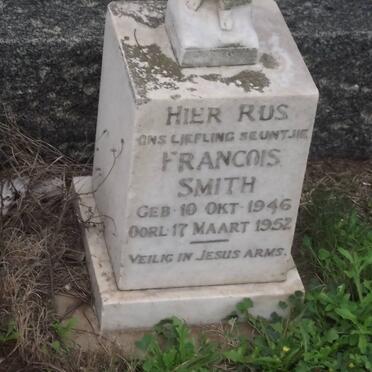 HIER RUS
ONS LIEFLING SEUNTJIE
FRANCOIS
SMITH
GEB 10 OKT 1946
OORL 17 MAART 1952
VEILIG IN JESUS ARMS.